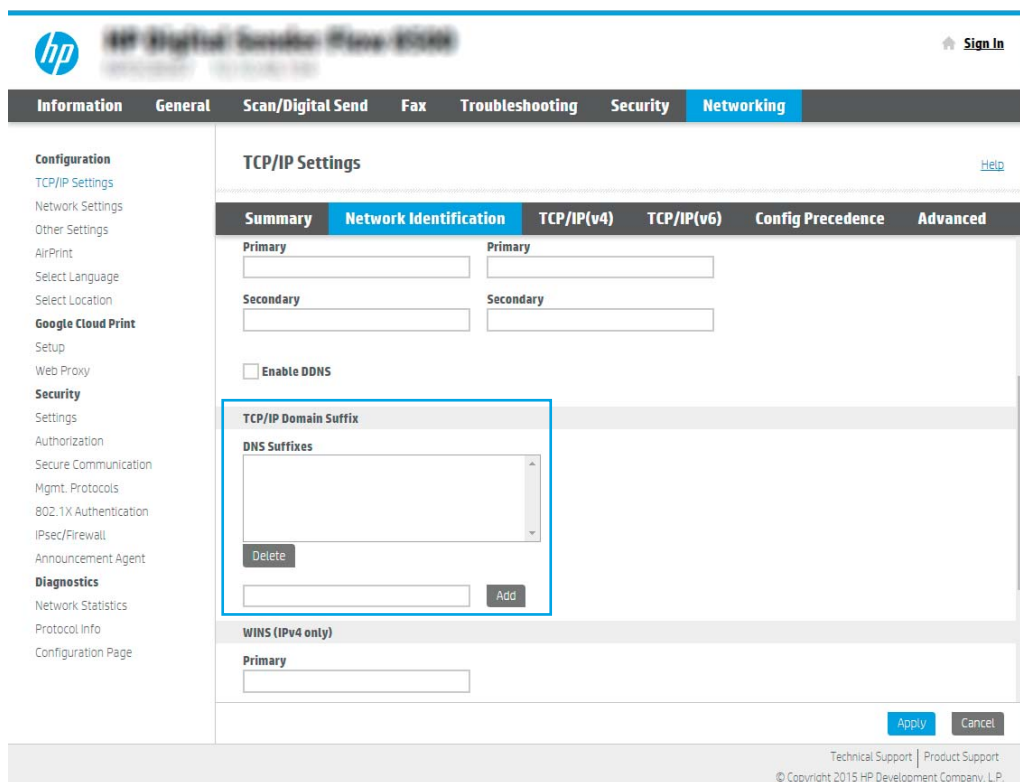 hp
Sign In
Information General Scan/Digital Send Fax Troubleshooting Security Networking
Configuration
TCP/IP Settings
Network Settings
Other Settings
AirPrint
Select Language
Select Location
Google Cloud Print
Setup
Web Proxy
Security
Settings
Authorization
Secure Communication
Mgmt. Protocols
802.1X Authentication
IPsec/Firewall
Announcement Agent
Diagnostics
Network Statistics
Protocol Info
Configuration Page
TCP/IP Settings
Help
Summary Network Identification TCP/IP(v4) TCP/IP(v6) Config Precedence Advanced
Primary Primary
Secondary Secondary
Enable DDNS
TCP/IP Domain Suffix
DNS Suffixes
Delete
Add
WINS (IPv4 only)
Primary
Apply Cancel
Technical Support | Product Support
© Copyright 2015 HP Development Company, L.P.